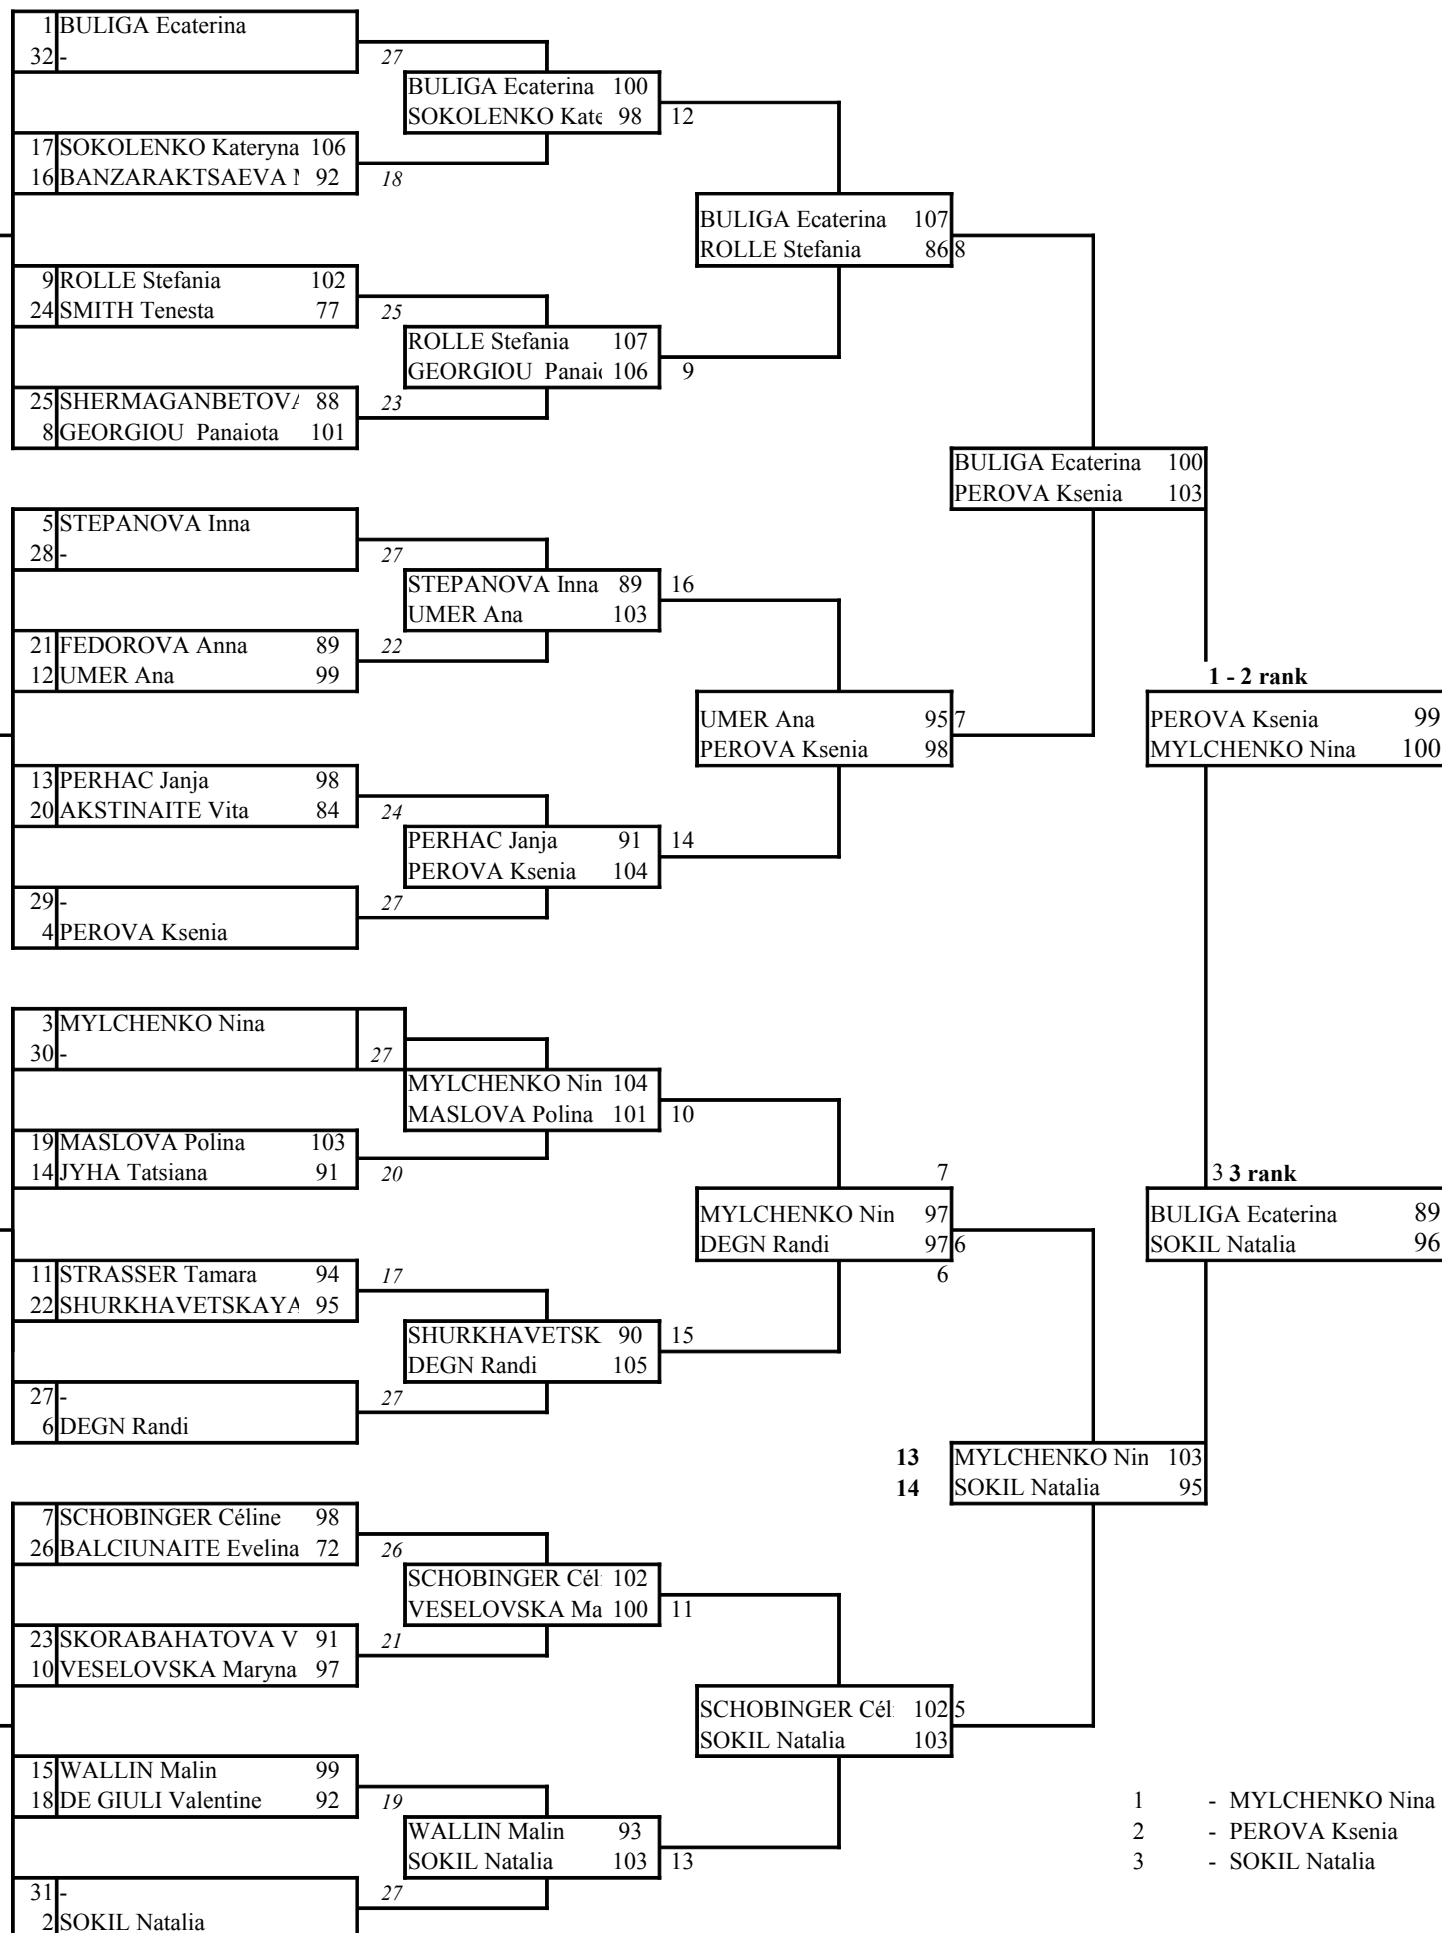 1 BULIGA Ecaterina
32 - 27
BULIGA Ecaterina 100
SOKOLENKO Kate 98 12
17 SOKOLENKO Kateryna 106
16 BANZARAKTSAEVA 92 18
BULIGA Ecaterina 107
ROLLE Stefania 86 8
9 ROLLE Stefania 102
24 SMITH Tenesta 77 25
ROLLE Stefania 107
GEORGIOU Panai 106 9
25 SHERMAGANBETOVA 88 23
8 GEORGIOU Panaiota 101
BULIGA Ecaterina 100
PEROVA Ksenia 103
5 STEPANOVA Inna
28 - 27
STEPANOVA Inna 89 16
UMER Ana 103
21 FEDOROVA Anna 89 22
12 UMER Ana 99
1 - 2 rank
UMER Ana 95 7
PEROVA Ksenia 98
PEROVA Ksenia 99
MYLCHENKO Nina 100
13 PERHAC Janja 98
20 AKSTINAITE Vita 84 24
PERHAC Janja 91 14
PEROVA Ksenia 104
29 - 27
4 PEROVA Ksenia
3 MYLCHENKO Nina
30 - 27
MYLCHENKO Nin 104
MASLOVA Polina 101 10
19 MASLOVA Polina 103
14 JYHA Tatsiana 91 20
7
3 3 rank
MYLCHENKO Nin 97
DEGN Randi 97 6
6
BULIGA Ecaterina 89
SOKIL Natalia 96
11 STRASSER Tamara 94 17
22 SHURKHAVETSKAYA 95
SHURKHAVETSK 90 15
DEGN Randi 105
27 - 27
6 DEGN Randi
13 MYLCHENKO Nin 103
14 SOKIL Natalia 95
7 SCHOBINGER Céline 98
26 BALCIUNAITE Evelina 72 26
SCHOBINGER Cél 102
VESELOVSKA Ma 100 11
23 SKORABAHATOVA V 91 21
10 VESELOVSKA Maryna 97
SCHOBINGER Cél 102 5
SOKIL Natalia 103
15 WALLIN Malin 99
18 DE GIULI Valentine 92 19
WALLIN Malin 93
SOKIL Natalia 103 13
31 - 27
2 SOKIL Natalia
1 - MYLCHENKO Nina
2 - PEROVA Ksenia
3 - SOKIL Natalia